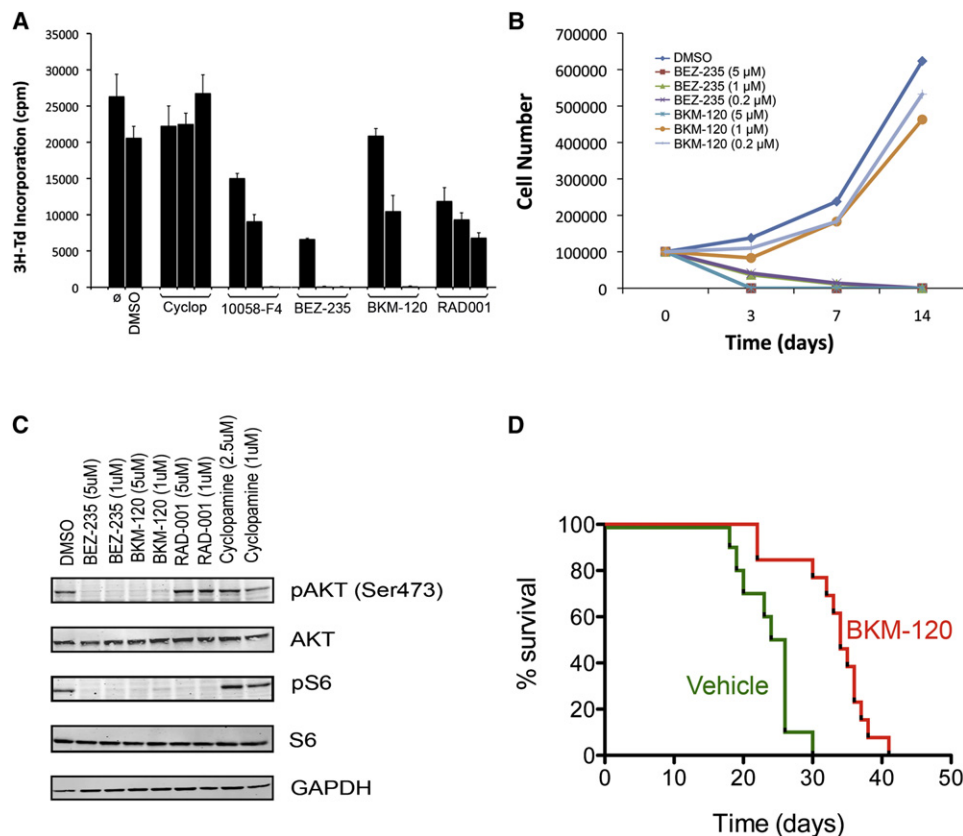 A
3H-Td Incorporation (cpm)
35000
30000
25000
20000
15000
10000
5000
0
ø
DMSO
Cyclop
10058-F4
BEZ-235
BKM-120
RAD001
B
Cell Number
700000
600000
500000
400000
300000
200000
100000
0
DMSO
BEZ-235 (5 µM)
BEZ-235 (1 µM)
BEZ-235 (0.2 µM)
BKM-120 (5 µM)
BKM-120 (1 µM)
BKM-120 (0.2 µM)
0 3 7 14
Time (days)
C
DMSO
BEZ-235 (5uM)
BEZ-235 (1uM)
BKM-120 (5uM)
BKM-120 (1uM)
RAD-001 (5uM)
RAD-001 (1uM)
Cyclopamine (2.5uM)
Cyclopamine (1uM)
pAKT (Ser473)
AKT
pS6
S6
GAPDH
D
% survival
100
80
60
40
20
0
BKM-120
Vehicle
0 10 20 30 40 50
Time (days)